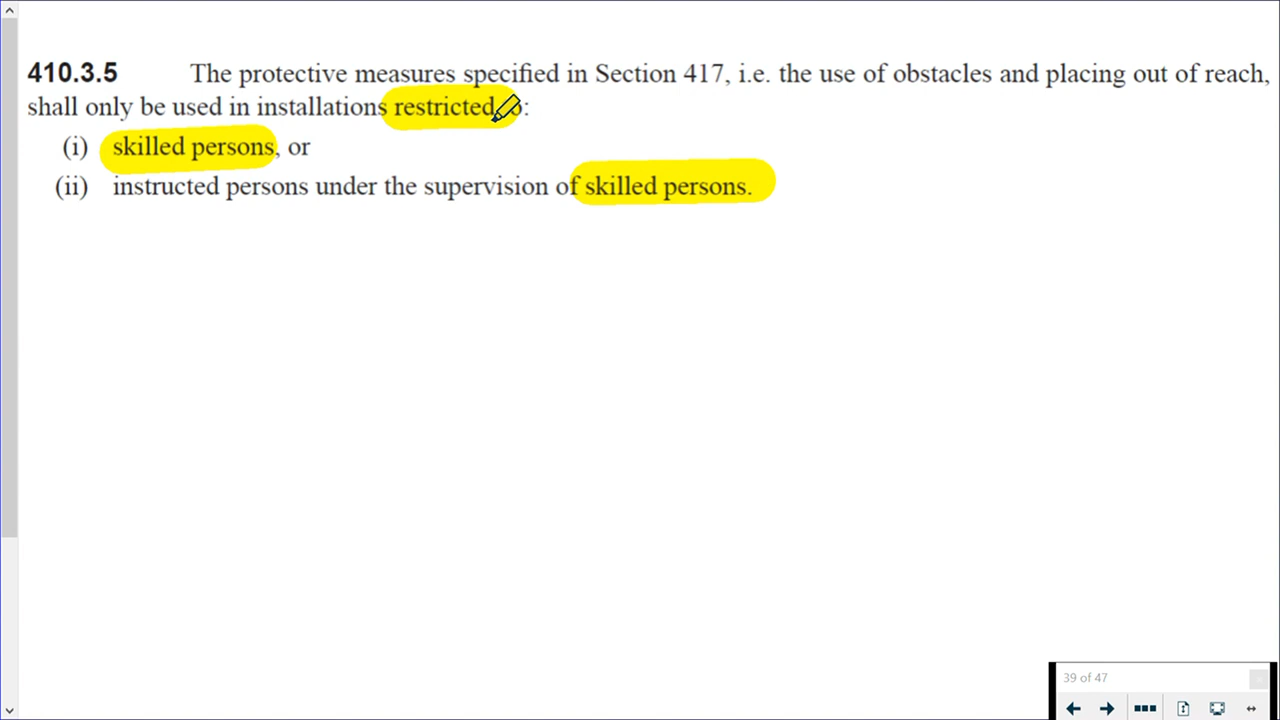 410.3.5 The protective measures specified in Section 417, i.e. the use of obstacles and placing out of reach,
shall only be used in installations restricted to:
(i) skilled persons, or
(ii) instructed persons under the supervision of skilled persons.
39 of 47